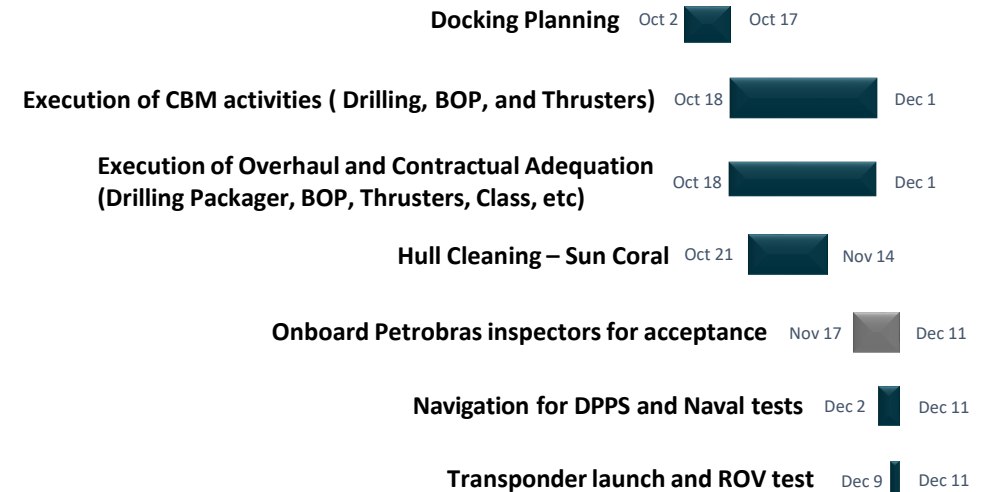 Docking Planning Oct 2 Oct 17
Execution of CBM activities ( Drilling, BOP, and Thrusters) Oct 18 Dec 1
Execution of Overhaul and Contractual Adequation
(Drilling Packager, BOP, Thrusters, Class, etc) Oct 18 Dec 1
Hull Cleaning – Sun Coral Oct 21 Nov 14
Onboard Petrobras inspectors for acceptance Nov 17 Dec 11
Navigation for DPPS and Naval tests Dec 2 Dec 11
Transponder launch and ROV test Dec 9 Dec 11